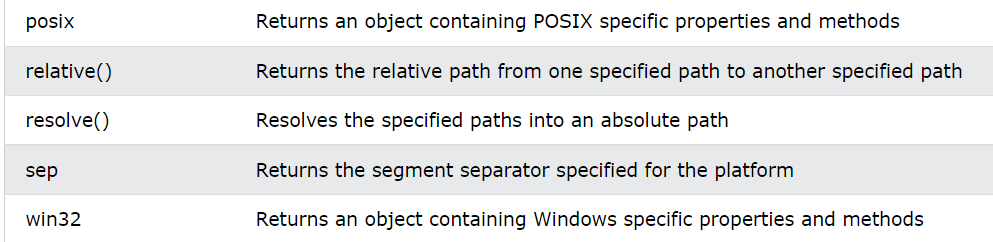 posix Returns an object containing POSIX specific properties and methods
relative() Returns the relative path from one specified path to another specified path
resolve() Resolves the specified paths into an absolute path
sep Returns the segment separator specified for the platform
win32 Returns an object containing Windows specific properties and methods